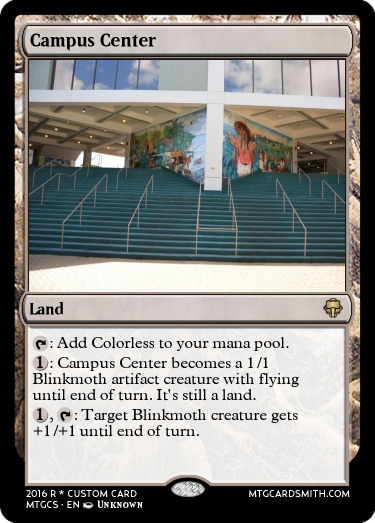 Campus Center
Land
: Add Colorless to your mana pool.
1: Campus Center becomes a 1/1
Blinkmoth artifact creature with flying
until end of turn. It's still a land.
1, : Target Blinkmoth creature gets
+1/+1 until end of turn.
2016 R * CUSTOM CARD
MTGCS · EN UNKNOWN
MTGCARDSMITH.COM